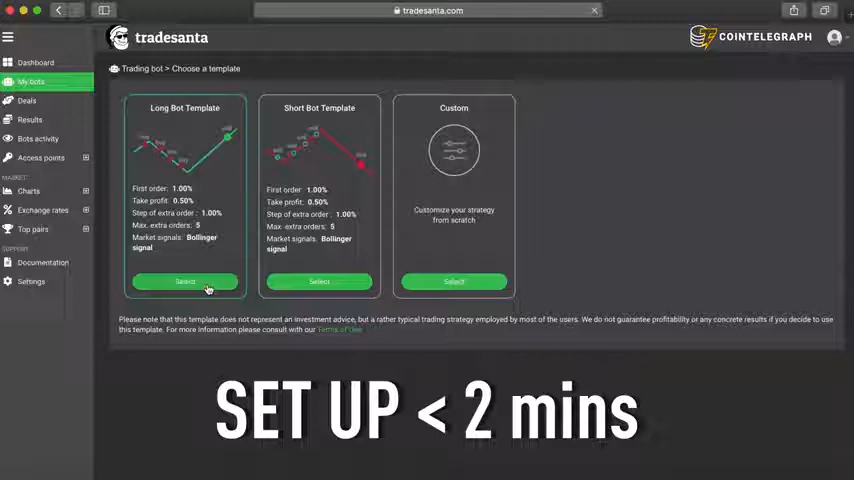 tradesanta.com
tradesanta
COINTELEGRAPH
Dashboard
My bots
Deals
Results
Bots activity
Access points
MARKET
Charts
Exchange rates
Top pairs
SUPPORT
Documentation
Settings
Trading bot > Choose a template
Long Bot Template
First order: 1.00%
Take profit: 0.50%
Step of extra order : 1.00%
Max. extra orders: 5
Market signals: Bollinger
signal
Select
Short Bot Template
First order: 1.00%
Take profit: 0.50%
Step of extra order : 1.00%
Max. extra orders: 5
Market signals: Bollinger
signal
Select
Custom
Customize your strategy
from scratch
Select
Please note that this template does not represent an investment advice, but a rather typical trading strategy employed by most of the users. We do not guarantee profitability or any concrete results if you decide to
use this template. For more information please consult with our Terms of Use
SET UP < 2 mins